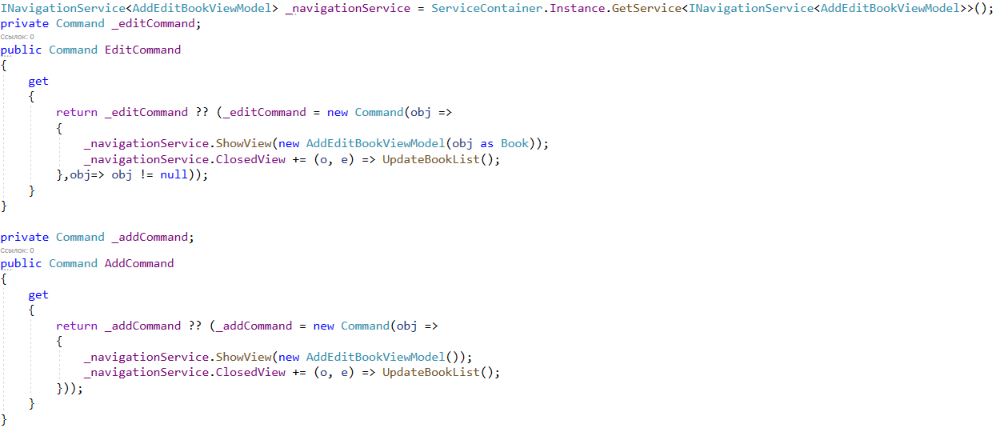 INavigationService<AddEditBookViewModel> _navigationService = ServiceContainer.Instance.GetService<INavigationService<AddEditBookViewModel>>();
private Command _editCommand;
Ссылок: 0
public Command EditCommand
{
    get
    {
        return _editCommand ?? (_editCommand = new Command(obj =>
        {
            _navigationService.ShowView(new AddEditBookViewModel(obj as Book));
            _navigationService.ClosedView += (o, e) => UpdateBookList();
        },obj=> obj != null));
    }
}

private Command _addCommand;
Ссылок: 0
public Command AddCommand
{
    get
    {
        return _addCommand ?? (_addCommand = new Command(obj =>
        {
            _navigationService.ShowView(new AddEditBookViewModel());
            _navigationService.ClosedView += (o, e) => UpdateBookList();
        }));
    }
}